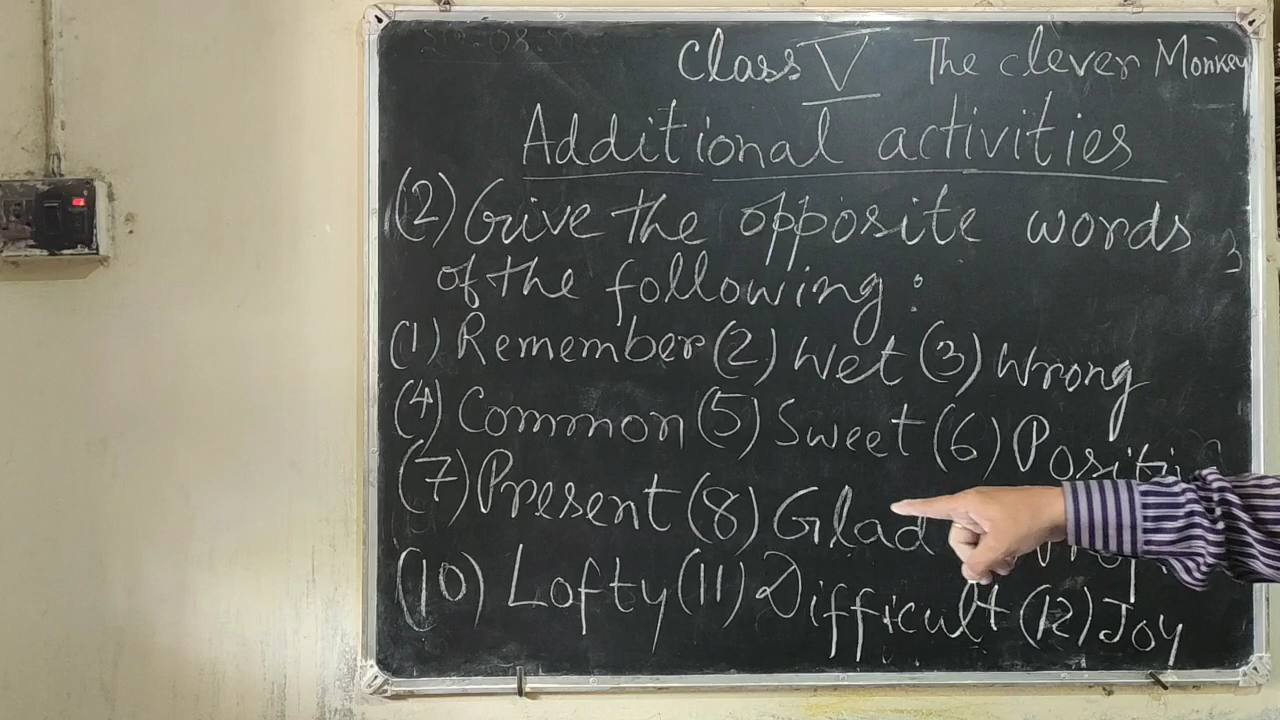 Class V The clever Monkey
Additional activities
(2) Give the opposite words
of the following :
(1) Remember (2) Wet (3) Wrong
(4) Common (5) Sweet (6)
(7) Present (8) Glad
(10) Lofty (11) Difficult (12) Joy